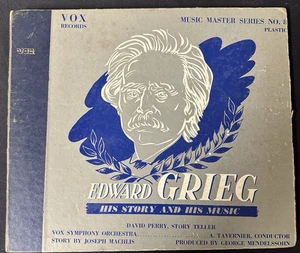 VOX
RECORDS
MUSIC MASTER SERIES NO. 8
PLASTIC
EDWARD GRIEG
HIS STORY AND HIS MUSIC
DAVID PERRY, STORY TELLER
VOX SYMPHONY ORCHESTRA A. TAVERNIER, CONDUCTOR
STORY BY JOSEPH MACHLIS PRODUCED BY GEORGE MENDELSSOHN